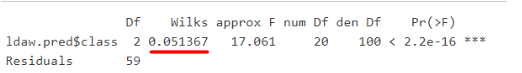 Df Wilks approx F num Df den Df Pr(>F)
ldaw.pred$class 2 0.051367 17.061 20 100 < 2.2e-16 ***
Residuals 59